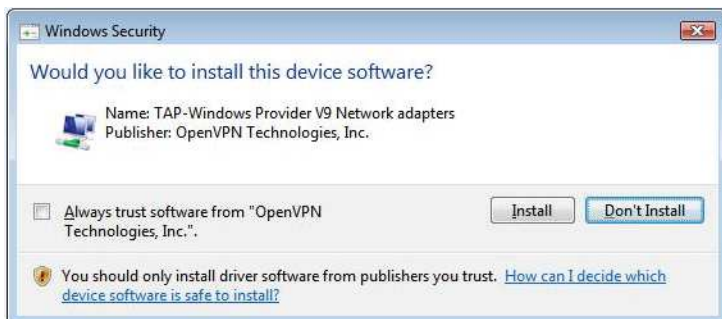 Windows Security
Would you like to install this device software?
Name: TAP-Windows Provider V9 Network adapters
Publisher: OpenVPN Technologies, Inc.
Always trust software from "OpenVPN
Technologies, Inc.".
Install
Don't Install
You should only install driver software from publishers you trust. How can I decide which
device software is safe to install?